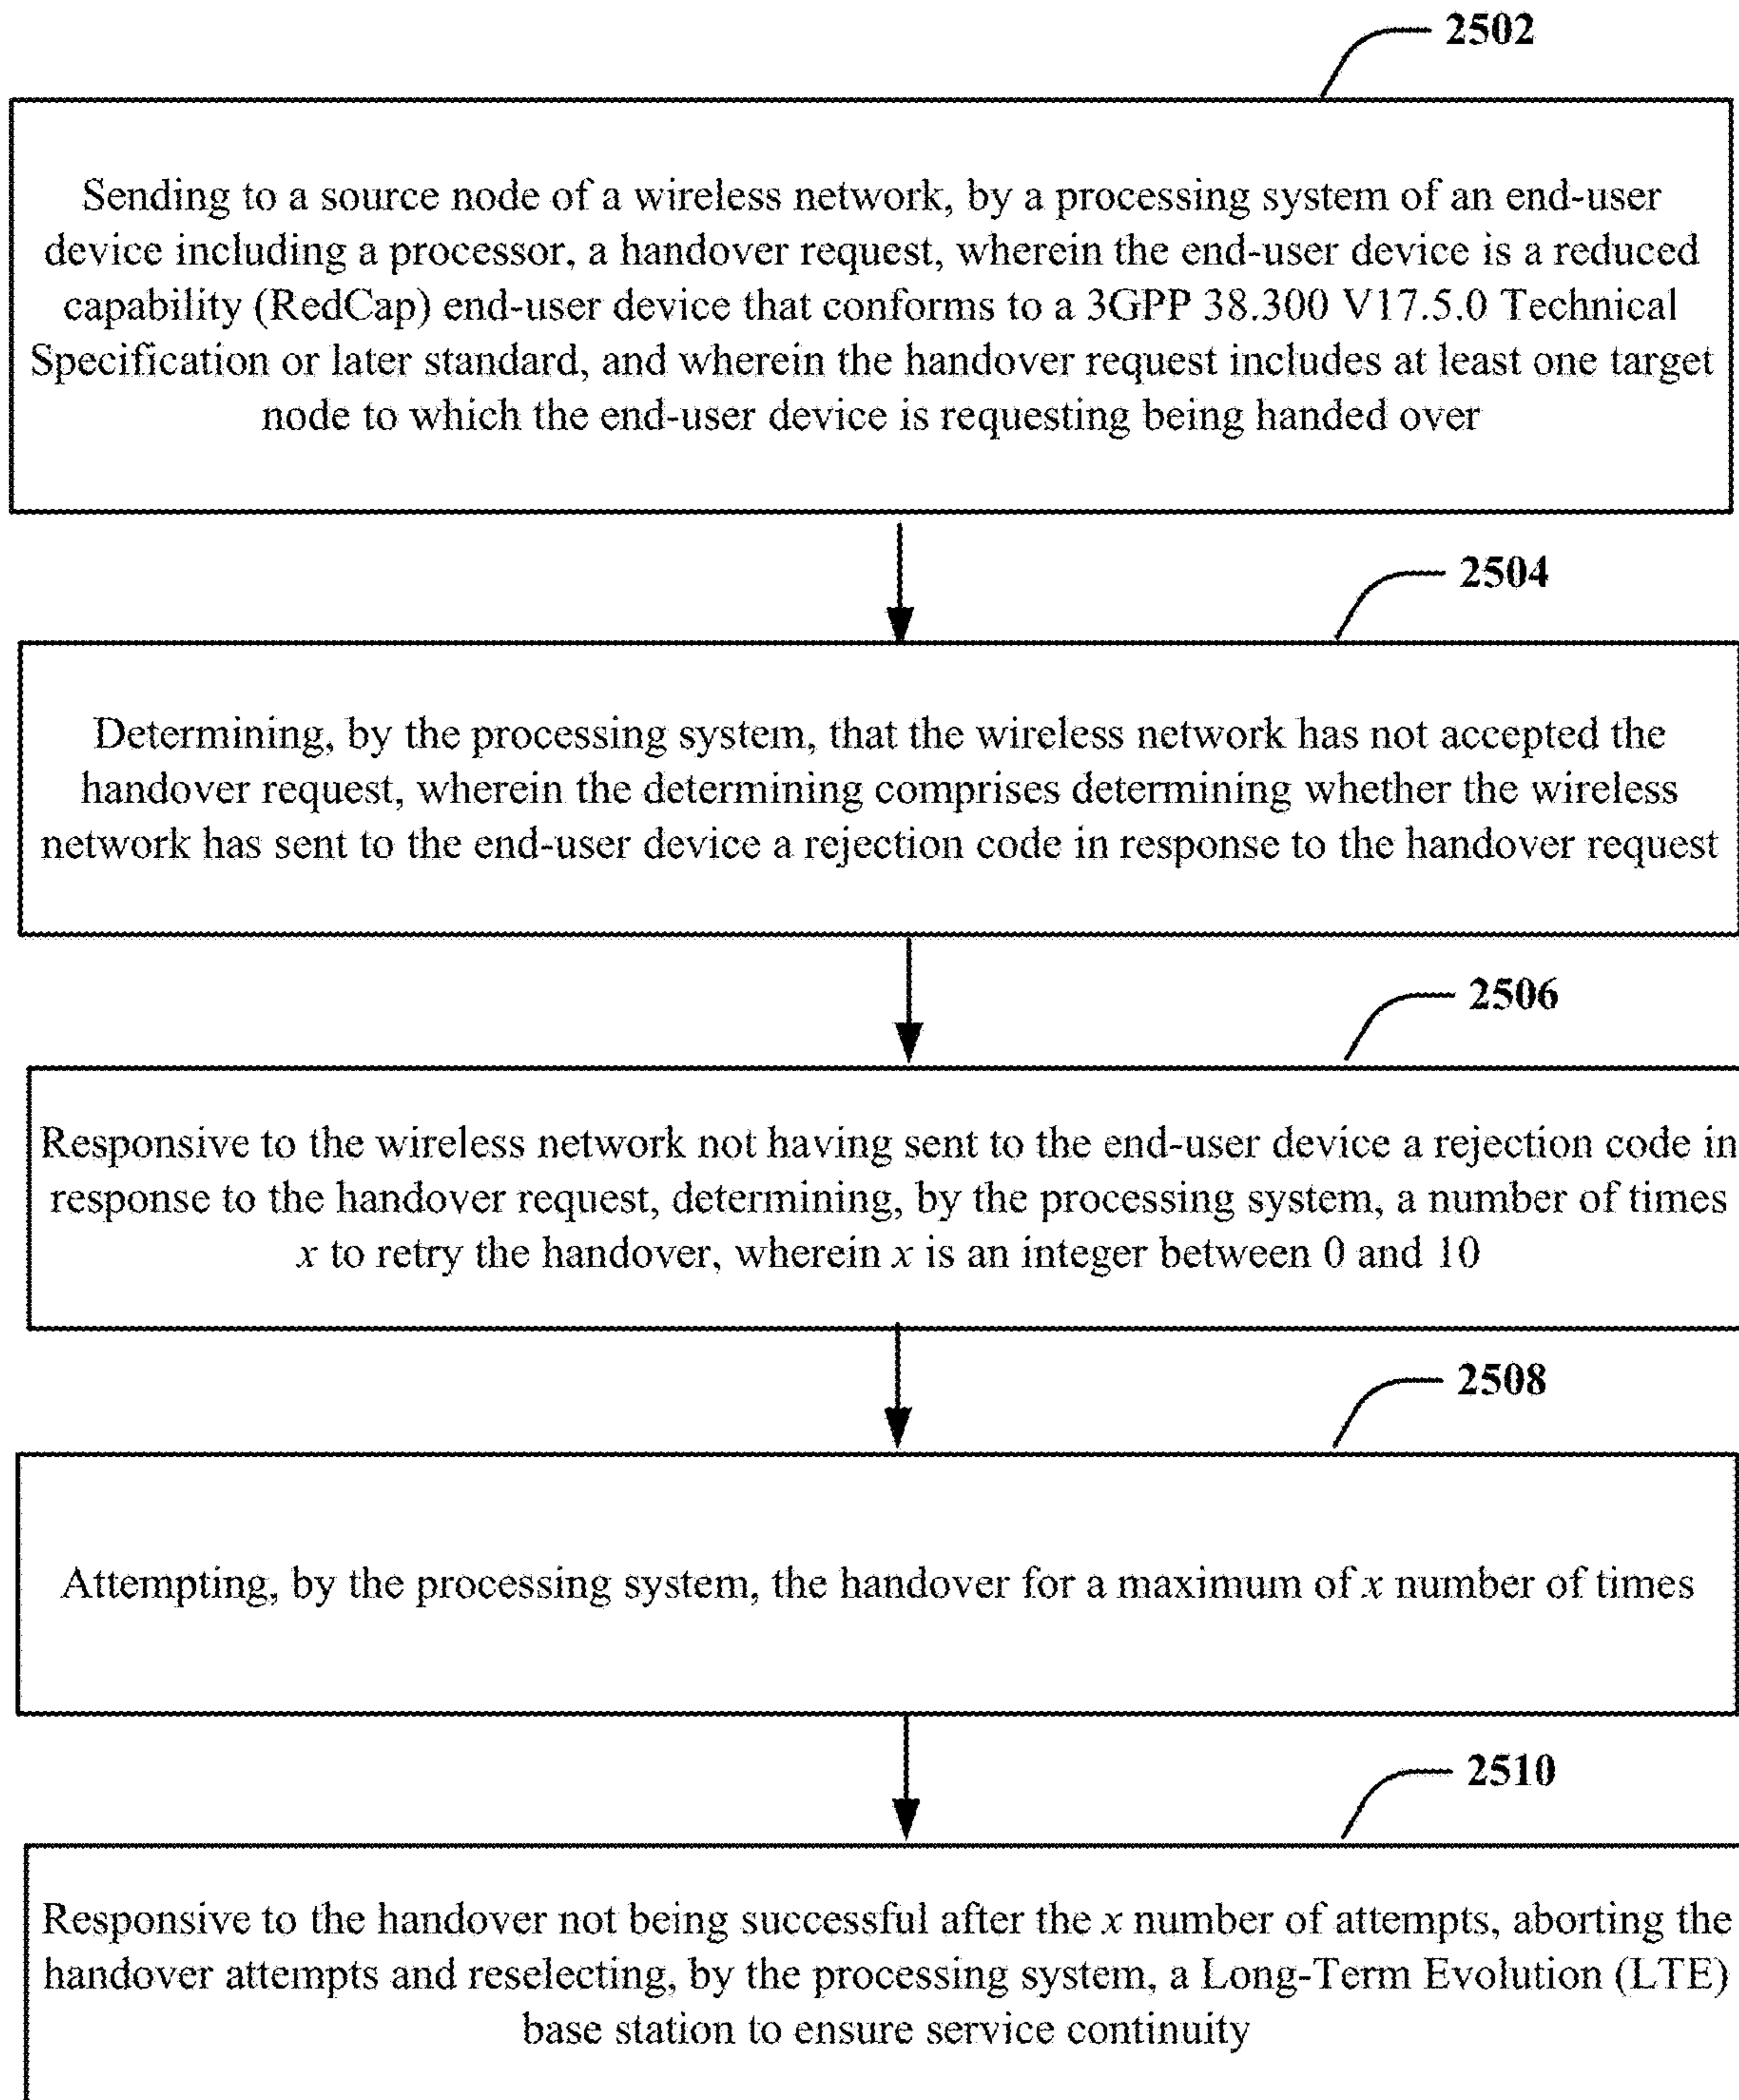 2502
Sending to a source node of a wireless network, by a processing system of an end-user
device including a processor, a handover request, wherein the end-user device is a reduced
capability (RedCap) end-user device that conforms to a 3GPP 38.300 V17.5.0 Technical
Specification or later standard, and wherein the handover request includes at least one target
node to which the end-user device is requesting being handed over
2504
Determining, by the processing system, that the wireless network has not accepted the
handover request, wherein the determining comprises determining whether the wireless
network has sent to the end-user device a rejection code in response to the handover request
2506
Responsive to the wireless network not having sent to the end-user device a rejection code in
response to the handover request, determining, by the processing system, a number of times
x to retry the handover, wherein x is an integer between 0 and 10
2508
Attempting, by the processing system, the handover for a maximum of x number of times
2510
Responsive to the handover not being successful after the x number of attempts, aborting the
handover attempts and reselecting, by the processing system, a Long-Term Evolution (LTE)
base station to ensure service continuity